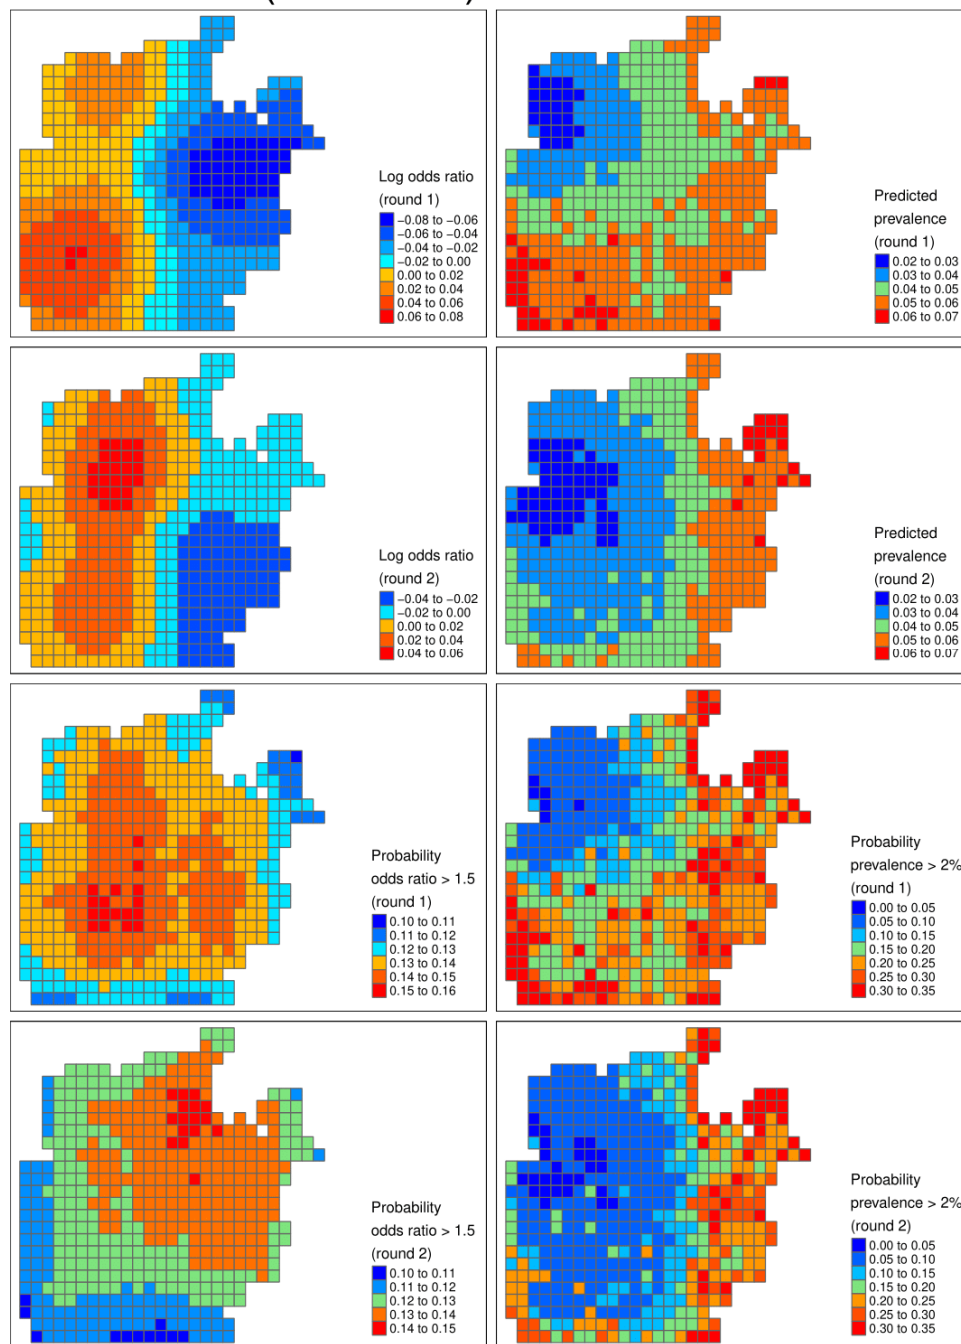 Log odds ratio
(round 1)
−0.08 to −0.06
−0.06 to −0.04
−0.04 to −0.02
−0.02 to 0.00
0.00 to 0.02
0.02 to 0.04
0.04 to 0.06
0.06 to 0.08
Predicted
prevalence
(round 1)
0.02 to 0.03
0.03 to 0.04
0.04 to 0.05
0.05 to 0.06
0.06 to 0.07
Log odds ratio
(round 2)
−0.04 to −0.02
−0.02 to 0.00
0.00 to 0.02
0.02 to 0.04
0.04 to 0.06
Predicted
prevalence
(round 2)
0.02 to 0.03
0.03 to 0.04
0.04 to 0.05
0.05 to 0.06
0.06 to 0.07
Probability
odds ratio > 1.5
(round 1)
0.10 to 0.11
0.11 to 0.12
0.12 to 0.13
0.13 to 0.14
0.14 to 0.15
0.15 to 0.16
Probability
prevalence > 2%
(round 1)
0.00 to 0.05
0.05 to 0.10
0.10 to 0.15
0.15 to 0.20
0.20 to 0.25
0.25 to 0.30
0.30 to 0.35
Probability
odds ratio > 1.5
(round 2)
0.10 to 0.11
0.11 to 0.12
0.12 to 0.13
0.13 to 0.14
0.14 to 0.15
Probability
prevalence > 2%
(round 2)
0.00 to 0.05
0.05 to 0.10
0.10 to 0.15
0.15 to 0.20
0.20 to 0.25
0.25 to 0.30
0.30 to 0.35